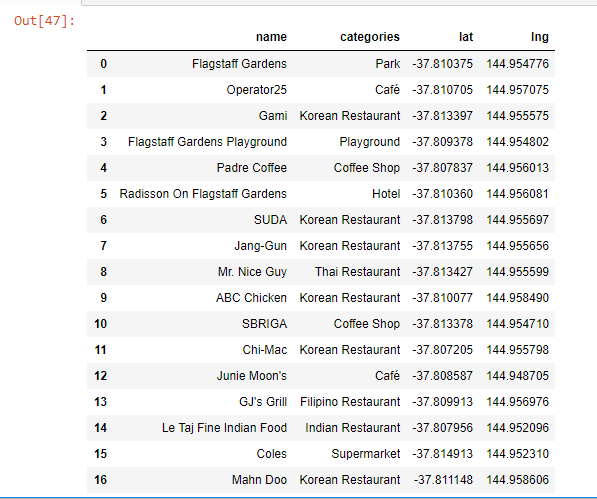 Out[47]:
name categories lat lng
0 Flagstaff Gardens Park -37.810375 144.954776
1 Operator25 Café -37.810705 144.957075
2 Gami Korean Restaurant -37.813397 144.955575
3 Flagstaff Gardens Playground Playground -37.809378 144.954802
4 Padre Coffee Coffee Shop -37.807837 144.956013
5 Radisson On Flagstaff Gardens Hotel -37.810360 144.956081
6 SUDA Korean Restaurant -37.813798 144.955697
7 Jang-Gun Korean Restaurant -37.813755 144.955656
8 Mr. Nice Guy Thai Restaurant -37.813427 144.955599
9 ABC Chicken Korean Restaurant -37.810077 144.958490
10 SBRIGA Coffee Shop -37.813378 144.954710
11 Chi-Mac Korean Restaurant -37.807205 144.955798
12 Junie Moon's Café -37.808587 144.948705
13 GJ's Grill Filipino Restaurant -37.809913 144.956976
14 Le Taj Fine Indian Food Indian Restaurant -37.807956 144.952096
15 Coles Supermarket -37.814913 144.952310
16 Mahn Doo Korean Restaurant -37.811148 144.958606